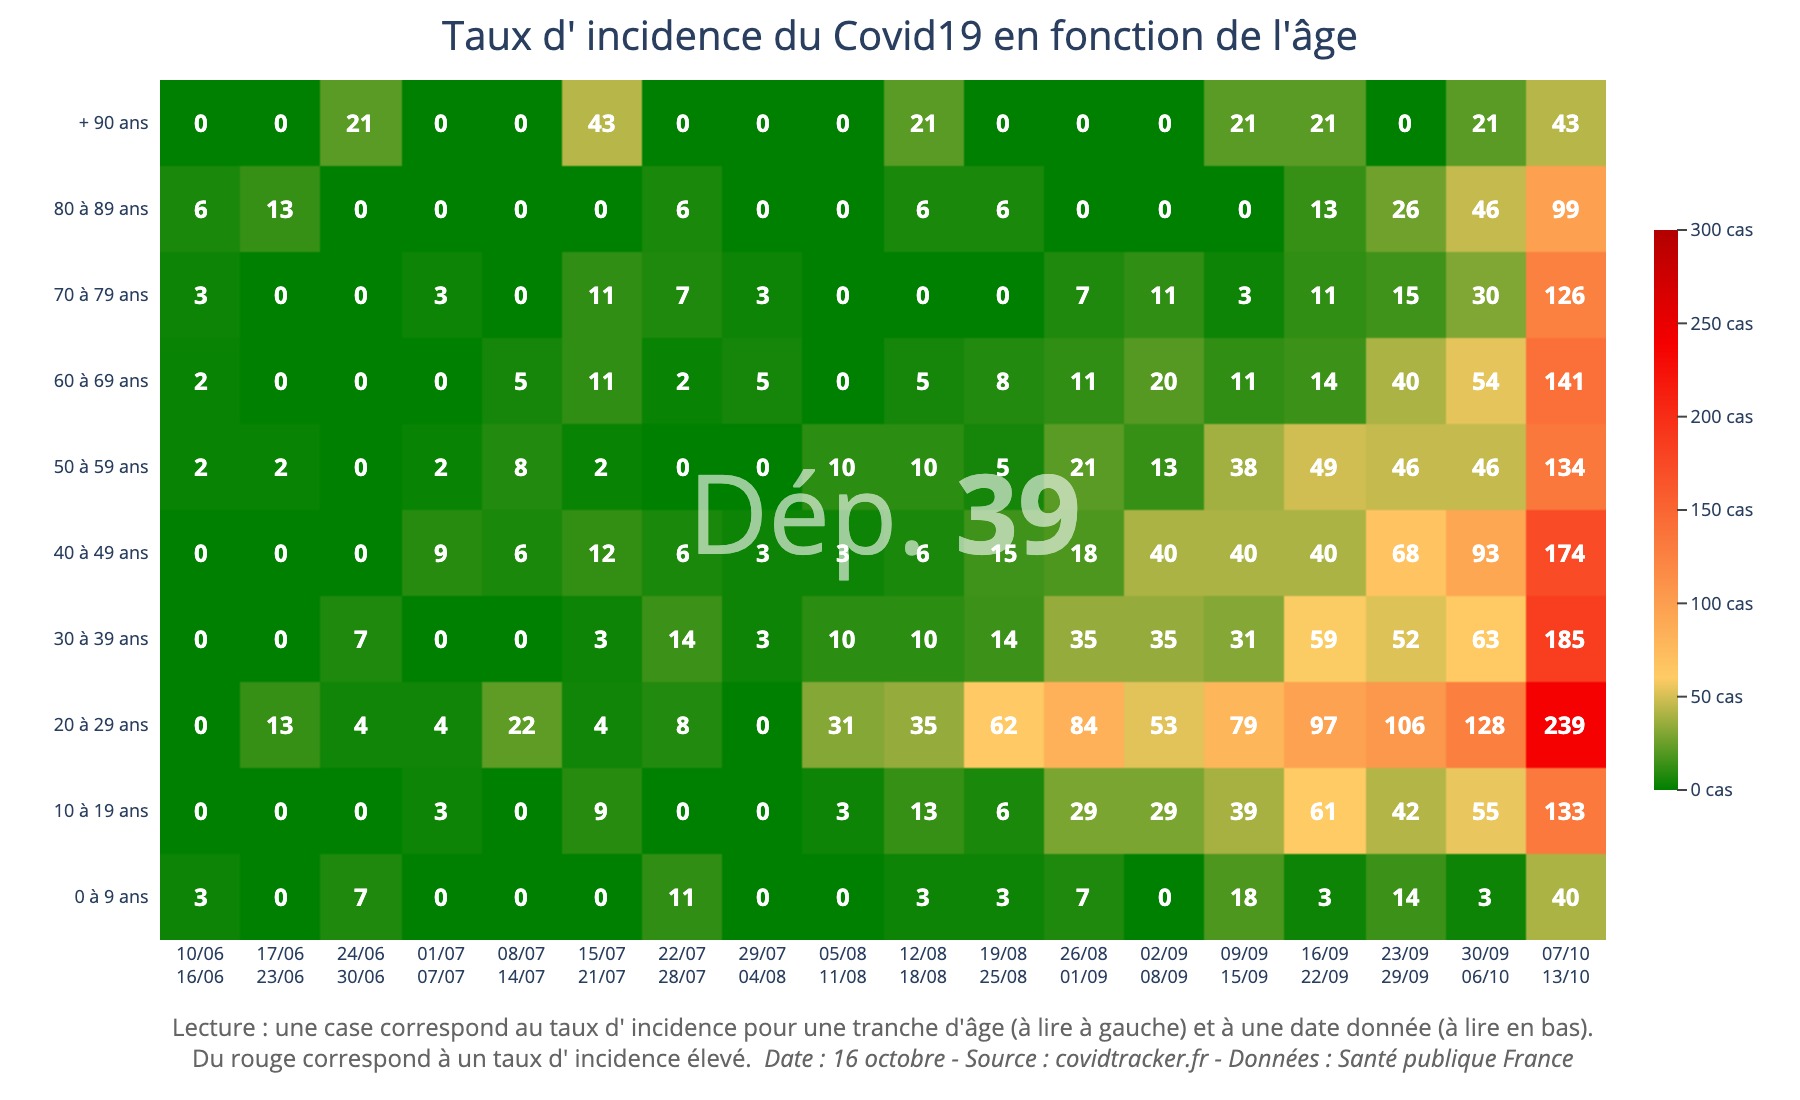 Taux d' incidence du Covid19 en fonction de l'âge
+ 90 ans 0 0 21 0 0 43 0 0 0 21 0 0 0 21 21 0 21 43
80 à 89 ans 6 13 0 0 0 0 6 0 0 6 6 0 0 0 13 26 46 99
70 à 79 ans 3 0 0 3 0 11 7 3 0 0 0 7 11 3 11 15 30 126
60 à 69 ans 2 0 0 0 5 11 2 5 0 5 8 11 20 11 14 40 54 141
50 à 59 ans 2 2 0 2 8 2 0 0 10 10 5 21 13 38 49 46 46 134
Dép. 39
40 à 49 ans 0 0 0 9 6 12 6 3 3 6 15 18 40 40 40 68 93 174
30 à 39 ans 0 0 7 0 0 3 14 3 10 10 14 35 35 31 59 52 63 185
20 à 29 ans 0 13 4 4 22 4 8 0 31 35 62 84 53 79 97 106 128 239
10 à 19 ans 0 0 0 3 0 9 0 0 3 13 6 29 29 39 61 42 55 133
0 à 9 ans 3 0 7 0 0 0 11 0 0 3 3 7 0 18 3 14 3 40
10/06 17/06 24/06 01/07 08/07 15/07 22/07 29/07 05/08 12/08 19/08 26/08 02/09 09/09 16/09 23/09 30/09 07/10
16/06 23/06 30/06 07/07 14/07 21/07 28/07 04/08 11/08 18/08 25/08 01/09 08/09 15/09 22/09 29/09 06/10 13/10
300 cas
250 cas
200 cas
150 cas
100 cas
50 cas
0 cas
Lecture : une case correspond au taux d' incidence pour une tranche d'âge (à lire à gauche) et à une date donnée (à lire en bas).
Du rouge correspond à un taux d' incidence élevé. Date : 16 octobre - Source : covidtracker.fr - Données : Santé publique France